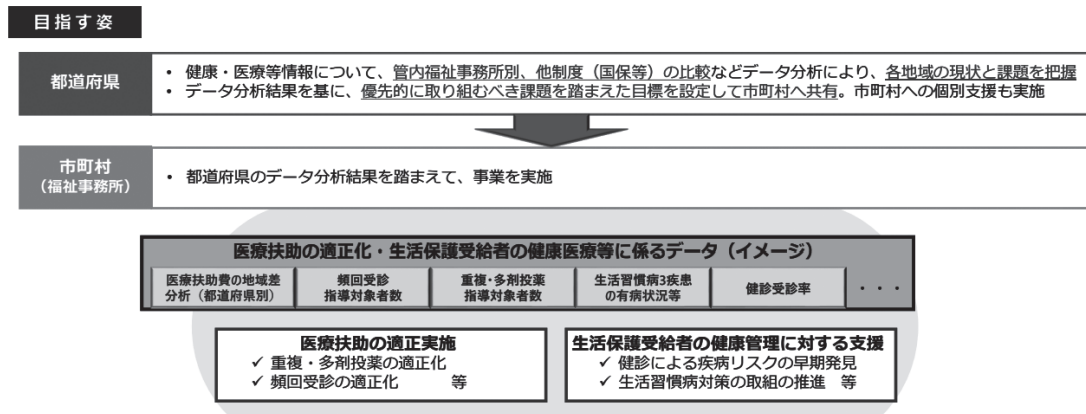 目指す姿
都道府県
• 健康・医療等情報について、管内福祉事務所別、他制度（国保等）の比較などデータ分析により、各地域の現状と課題を把握
• データ分析結果を基に、優先的に取り組むべき課題を踏まえた目標を設定して市町村へ共有。市町村への個別支援も実施
市町村
（福祉事務所）
• 都道府県のデータ分析結果を踏まえて、事業を実施
医療扶助の適正化・生活保護受給者の健康医療等に係るデータ（イメージ）
医療扶助費の地域差
分析（都道府県別）
頻回受診
指導対象者数
重複・多剤投薬
指導対象者数
生活習慣病3疾患
の有病状況等
健診受診率
・・・
医療扶助の適正実施
✓ 重複・多剤投薬の適正化
✓ 頻回受診の適正化 等
生活保護受給者の健康管理に対する支援
✓ 健診による疾病リスクの早期発見
✓ 生活習慣病対策の取組の推進 等